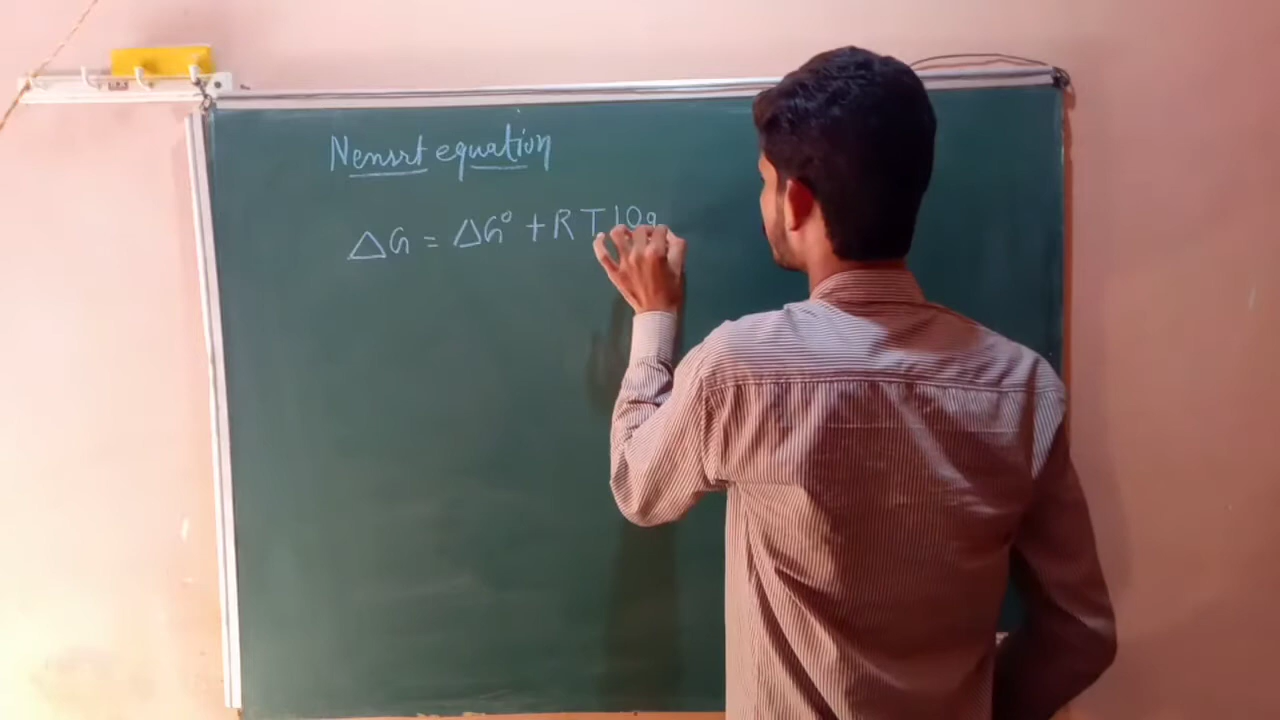 Nensrt equation
ΔG = ΔG° + RT log